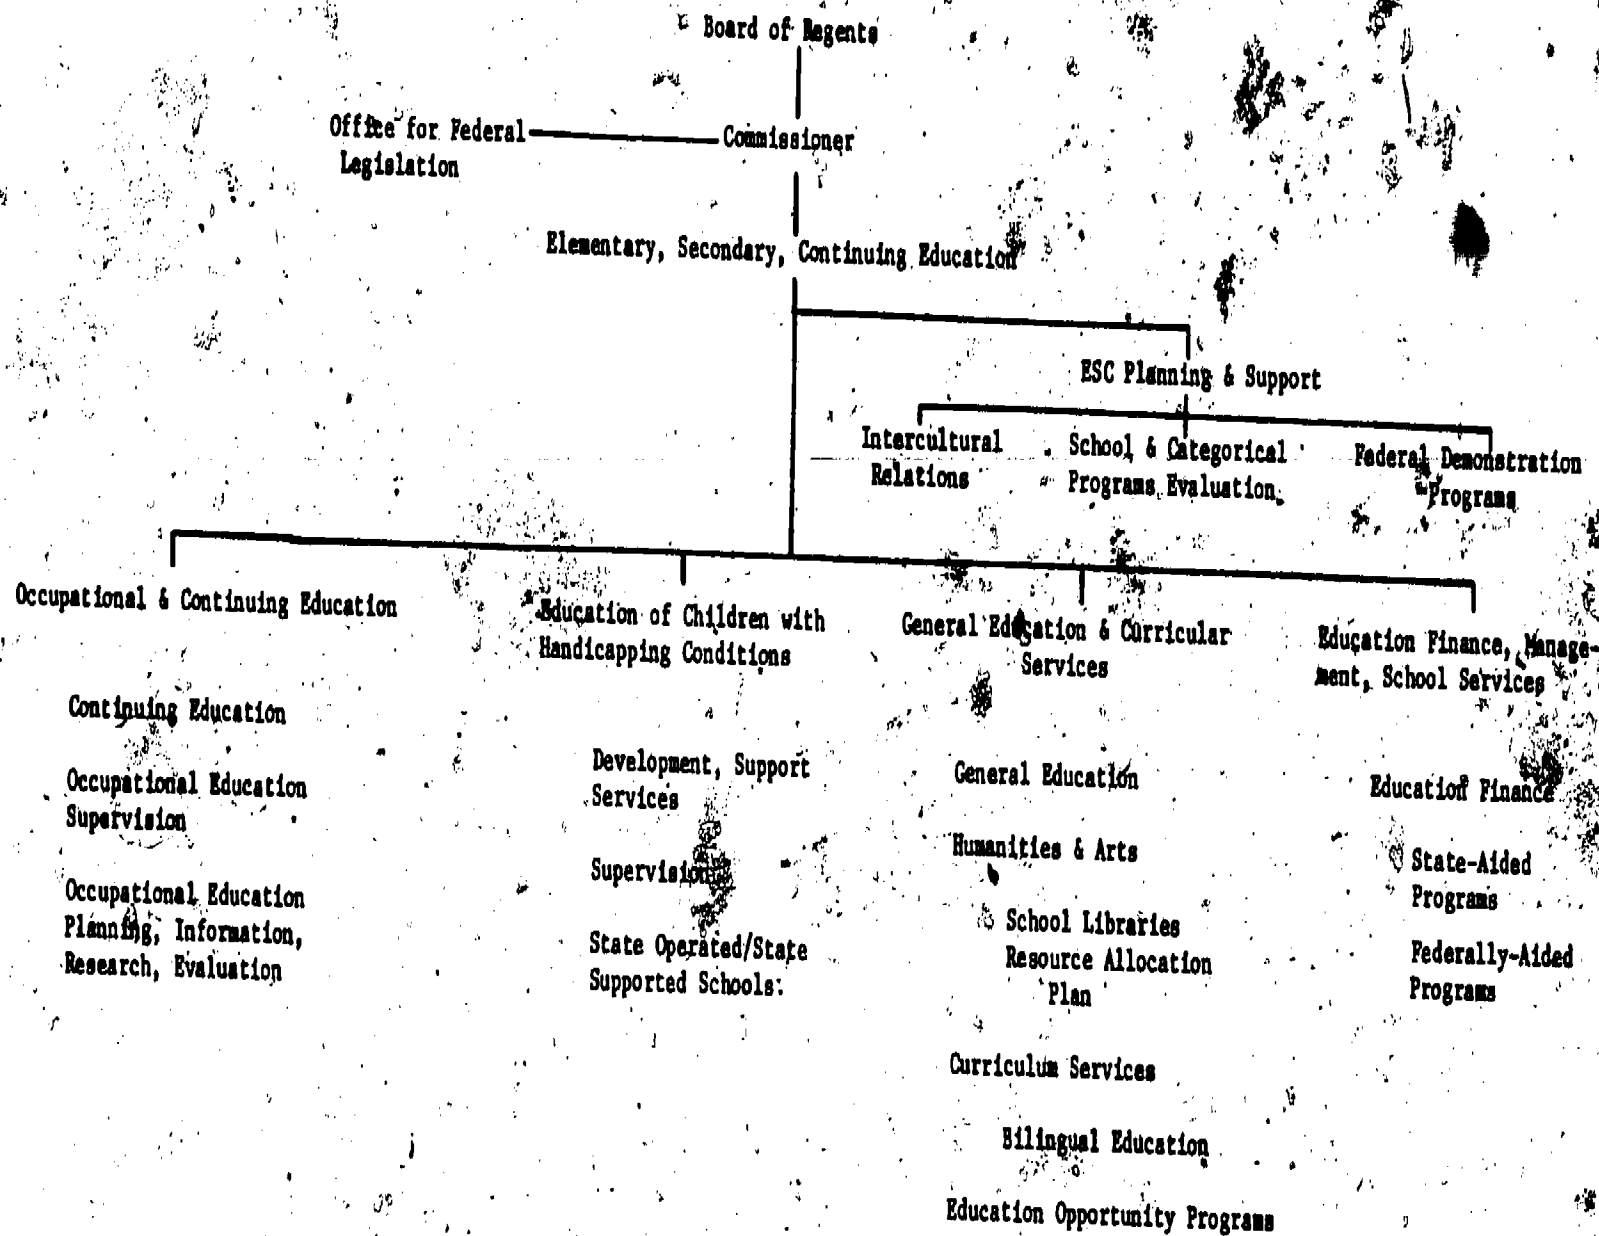 Board of Regents
Office for Federal
Legislation
Commissioner
Elementary, Secondary, Continuing Education
ESC Planning & Support
Intercultural
Relations
School & Categorical
Programs Evaluation
Federal Demonstration
Programs
Occupational & Continuing Education
Continuing Education
Occupational Education
Supervision
Occupational Education
Planning, Information,
Research, Evaluation
Education of Children with
Handicapping Conditions
Development, Support
Services
Supervision
State Operated/State
Supported Schools
General Education & Curricular
Services
General Education
Humanities & Arts
School Libraries
Resource Allocation
Plan
Curriculum Services
Bilingual Education
Education Opportunity Programs
Education Finance, Manage-
ment, School Services
Education Finance
State-Aided
Programs
Federally-Aided
Programs